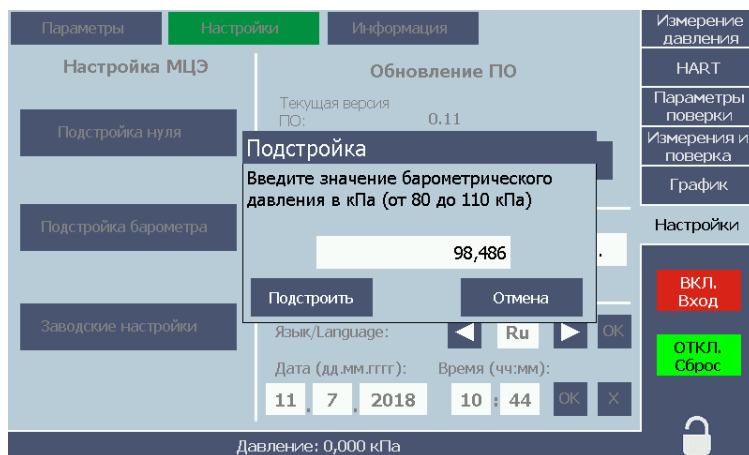 Параметры
Настройки
Информация
Измерение
давления
HART
Параметры
поверки
Измерения и
поверка
График
Настройки
ВКЛ.
Вход
ОТКЛ.
Сброс
Настройка МЦЭ
Подстройка нуля
Подстройка барометра
Заводские настройки
Обновление ПО
Текущая версия
ПО:
0.11
Подстройка
Введите значение барометрического
давления в кПа (от 80 до 110 кПа)
98,486
Подстроить
Отмена
Язык/Language:
Ru
OK
Дата (дд.мм.гггг):
Время (чч:мм):
11 . 7 . 2018
10 : 44
OK
X
Давление: 0,000 кПа